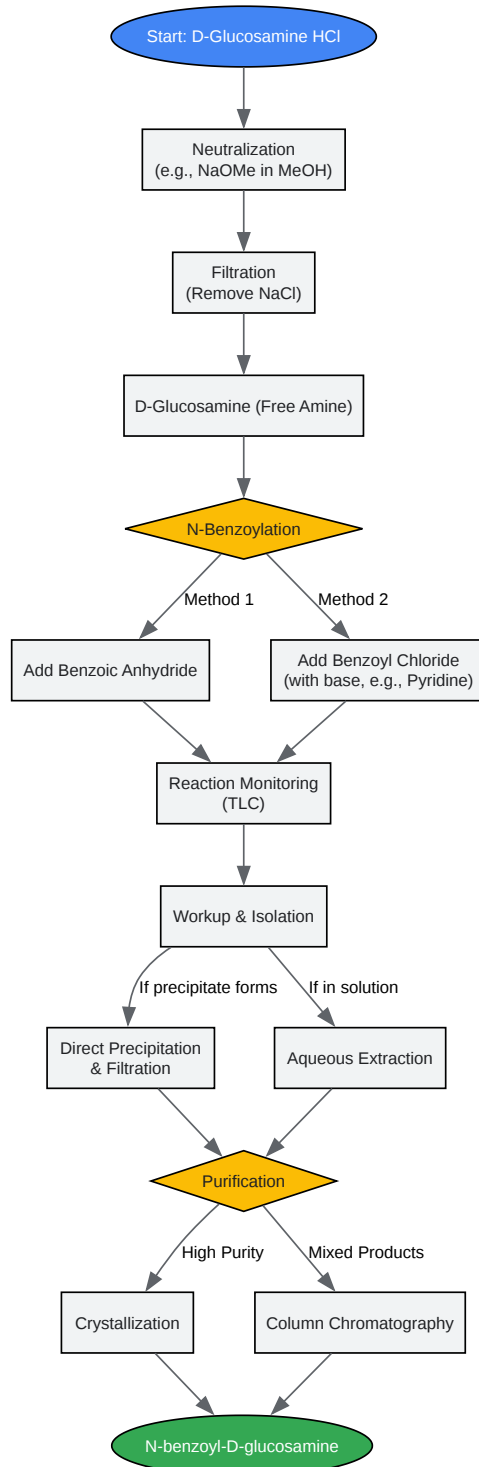 Start: D-Glucosamine HCl
Neutralization
(e.g., NaOMe in MeOH)
Filtration
(Remove NaCl)
D-Glucosamine (Free Amine)
N-Benzoylation
Method 1
Method 2
Add Benzoic Anhydride
Add Benzoyl Chloride
(with base, e.g., Pyridine)
Reaction Monitoring
(TLC)
Workup & Isolation
If precipitate forms
If in solution
Direct Precipitation
& Filtration
Aqueous Extraction
Purification
High Purity
Mixed Products
Crystallization
Column Chromatography
N-benzoyl-D-glucosamine